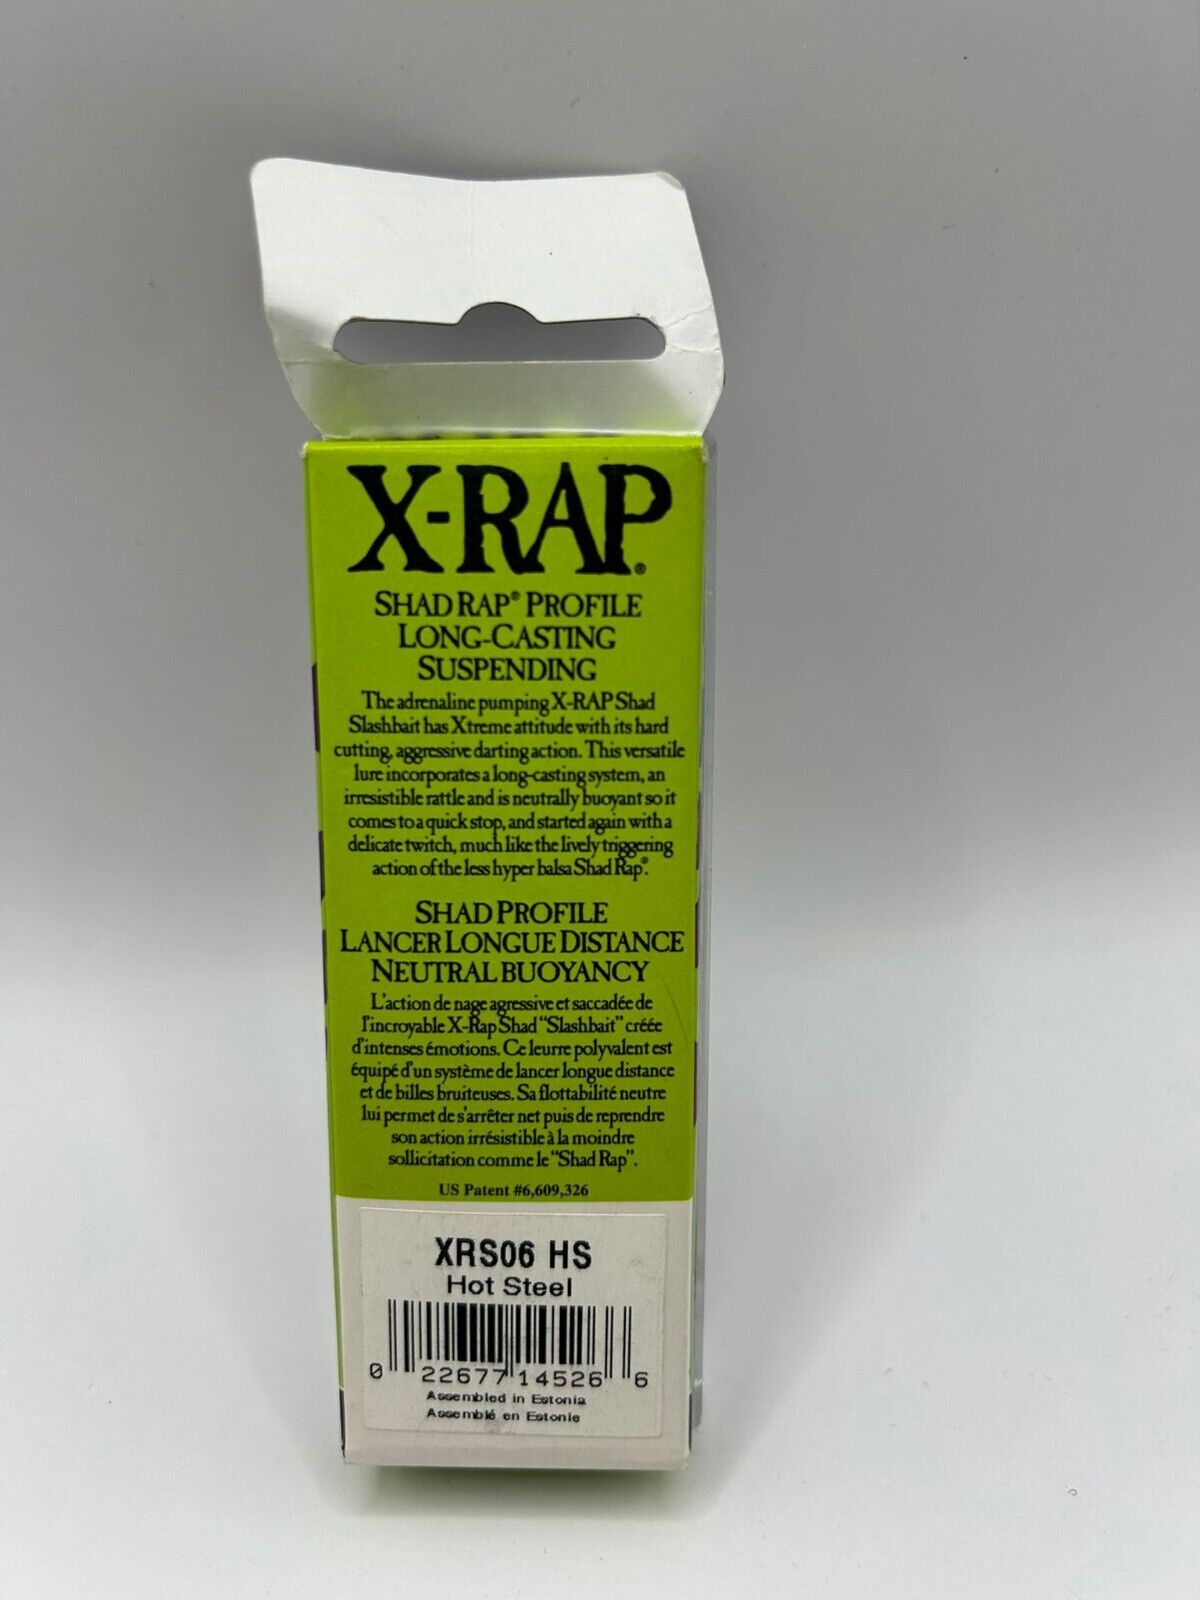 X-RAP®
SHAD RAP® PROFILE
LONG-CASTING
SUSPENDING
The adrenaline pumping X-RAP Shad
Slashbait has Xtreme attitude with its hard
cutting, aggressive darting action. This versatile
lure incorporates a long-casting system, an
irresistible rattle and is neutrally buoyant so it
comes to a quick stop, and started again with a
delicate twitch, much like the lively triggering
action of the less hyper balsa Shad Rap®.
SHAD PROFILE
LANCER LONGUE DISTANCE
NEUTRAL BUOYANCY
L'action de nage agressive et saccadée de
l'incroyable X-Rap Shad "Slashbait" créée
d'intenses émotions. Ce leurre polyvalent est
équipé d'un système de lancer longue distance
et de billes bruiteuses. Sa flottabilité neutre
lui permet de s'arrêter net puis de reprendre
son action irrésistible à la moindre
sollicitation comme le "Shad Rap".
US Patent #6,609,326
XRS06 HS
Hot Steel
0 22677 14526 6
Assembled in Estonia
Assemblé en Estonie